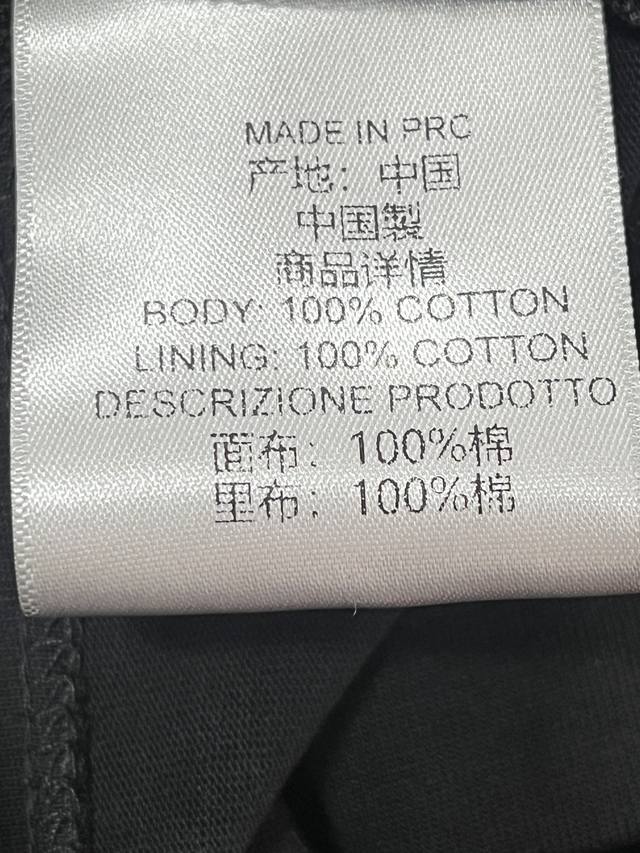 MADE IN PRC
产地：中国
中国製
商品详情
BODY: 100% COTTON
LINING: 100% COTTON
DESCRIZIONE PRODOTTO
面布：100%棉
里布：100%棉